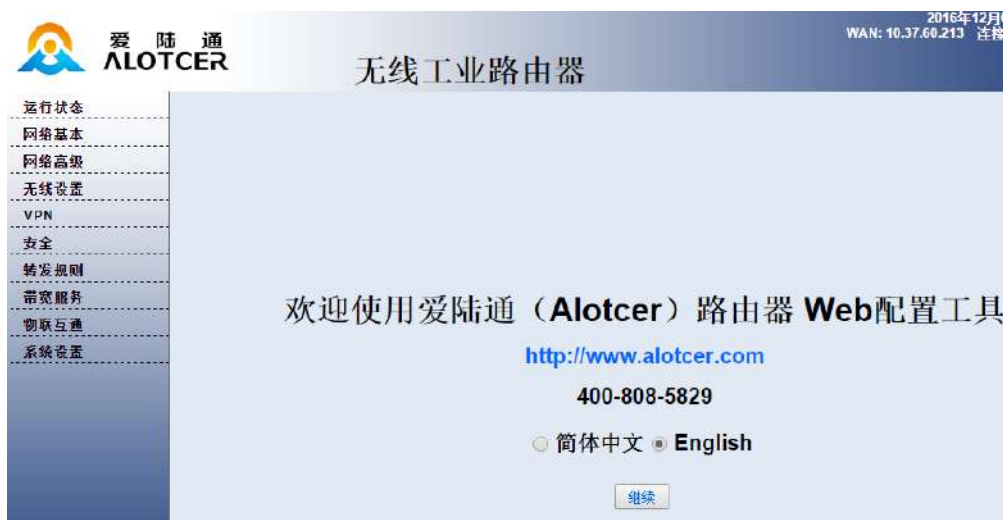 2016年12月
WAN: 10.37.60.213 连接
爱陆通
ALOTCER
无线工业路由器
运行状态
网络基本
网络高级
无线设置
VPN
安全
转发规则
带宽服务
物联互通
系统设置
欢迎使用爱陆通（Alotcer）路由器 Web配置工具
http://www.alotcer.com
400-808-5829
简体中文 English
继续